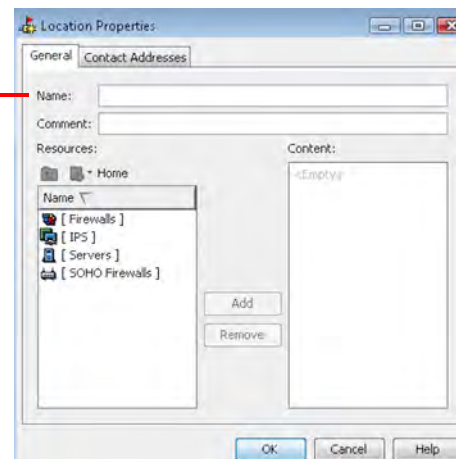 Location Properties
General Contact Addresses
Name:
Comment:
Resources: Content:
Home <Empty>
Name
[ Firewalls ]
[ IPS ]
[ Servers ]
[ SOHO Firewalls ]
Add
Remove
OK Cancel Help